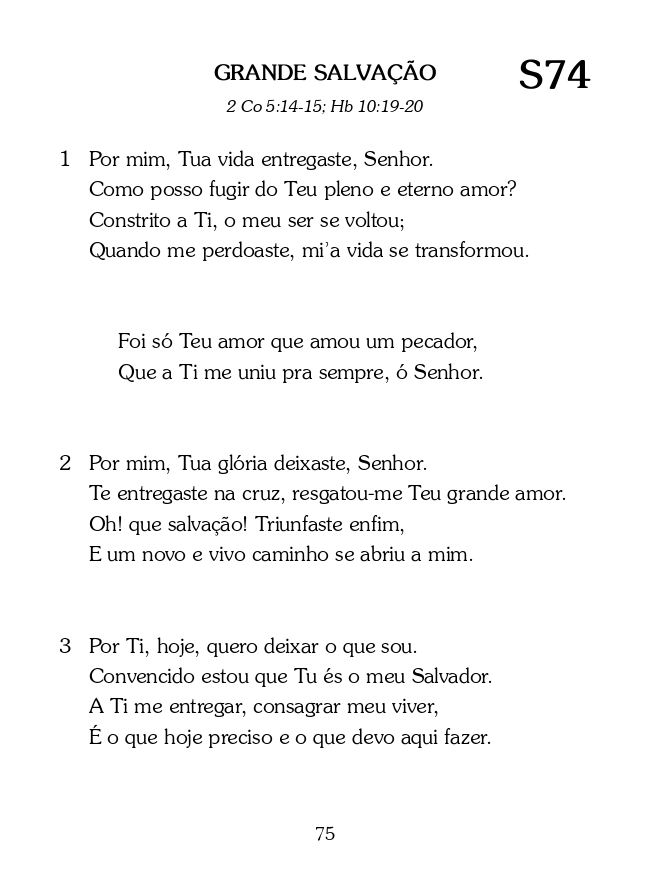 GRANDE SALVAÇÃO
S74
2 Co 5:14-15; Hb 10:19-20
1 Por mim, Tua vida entregaste, Senhor.
Como posso fugir do Teu pleno e eterno amor?
Constrito a Ti, o meu ser se voltou;
Quando me perdoaste, mi'a vida se transformou.
Foi só Teu amor que amou um pecador,
Que a Ti me uniu pra sempre, ó Senhor.
2 Por mim, Tua glória deixaste, Senhor.
Te entregaste na cruz, resgatou-me Teu grande amor.
Oh! que salvação! Triunfaste enfim,
E um novo e vivo caminho se abriu a mim.
3 Por Ti, hoje, quero deixar o que sou.
Convencido estou que Tu és o meu Salvador.
A Ti me entregar, consagrar meu viver,
É o que hoje preciso e o que devo aqui fazer.
75